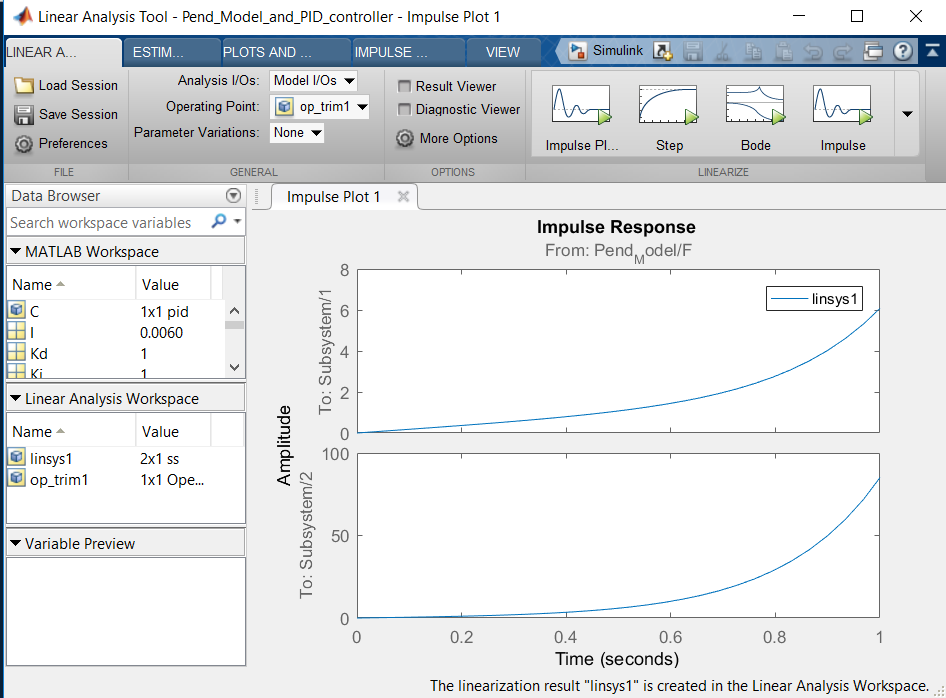 Linear Analysis Tool - Pend_Model_and_PID_controller - Impulse Plot 1
LINEAR A... ESTIM... PLOTS AND ... IMPULSE ... VIEW Simulink
Load Session
Save Session
Preferences
FILE
Analysis I/Os: Model I/Os
Operating Point: op_trim1
Parameter Variations: None
GENERAL
Result Viewer
Diagnostic Viewer
More Options
OPTIONS
Impulse Pl... Step Bode Impulse
LINEARIZE
Data Browser
Search workspace variables
MATLAB Workspace
Name Value
C 1x1 pid
I 0.0060
Kd 1
Ki 1
Linear Analysis Workspace
Name Value
linsys1 2x1 ss
op_trim1 1x1 Ope...
Variable Preview
Impulse Plot 1
Impulse Response
From: Pend_Model/F
Amplitude
To: Subsystem/1
8
6
4
2
0
linsys1
To: Subsystem/2
100
50
0
0 0.2 0.4 0.6 0.8 1
Time (seconds)
The linearization result "linsys1" is created in the Linear Analysis Workspace.